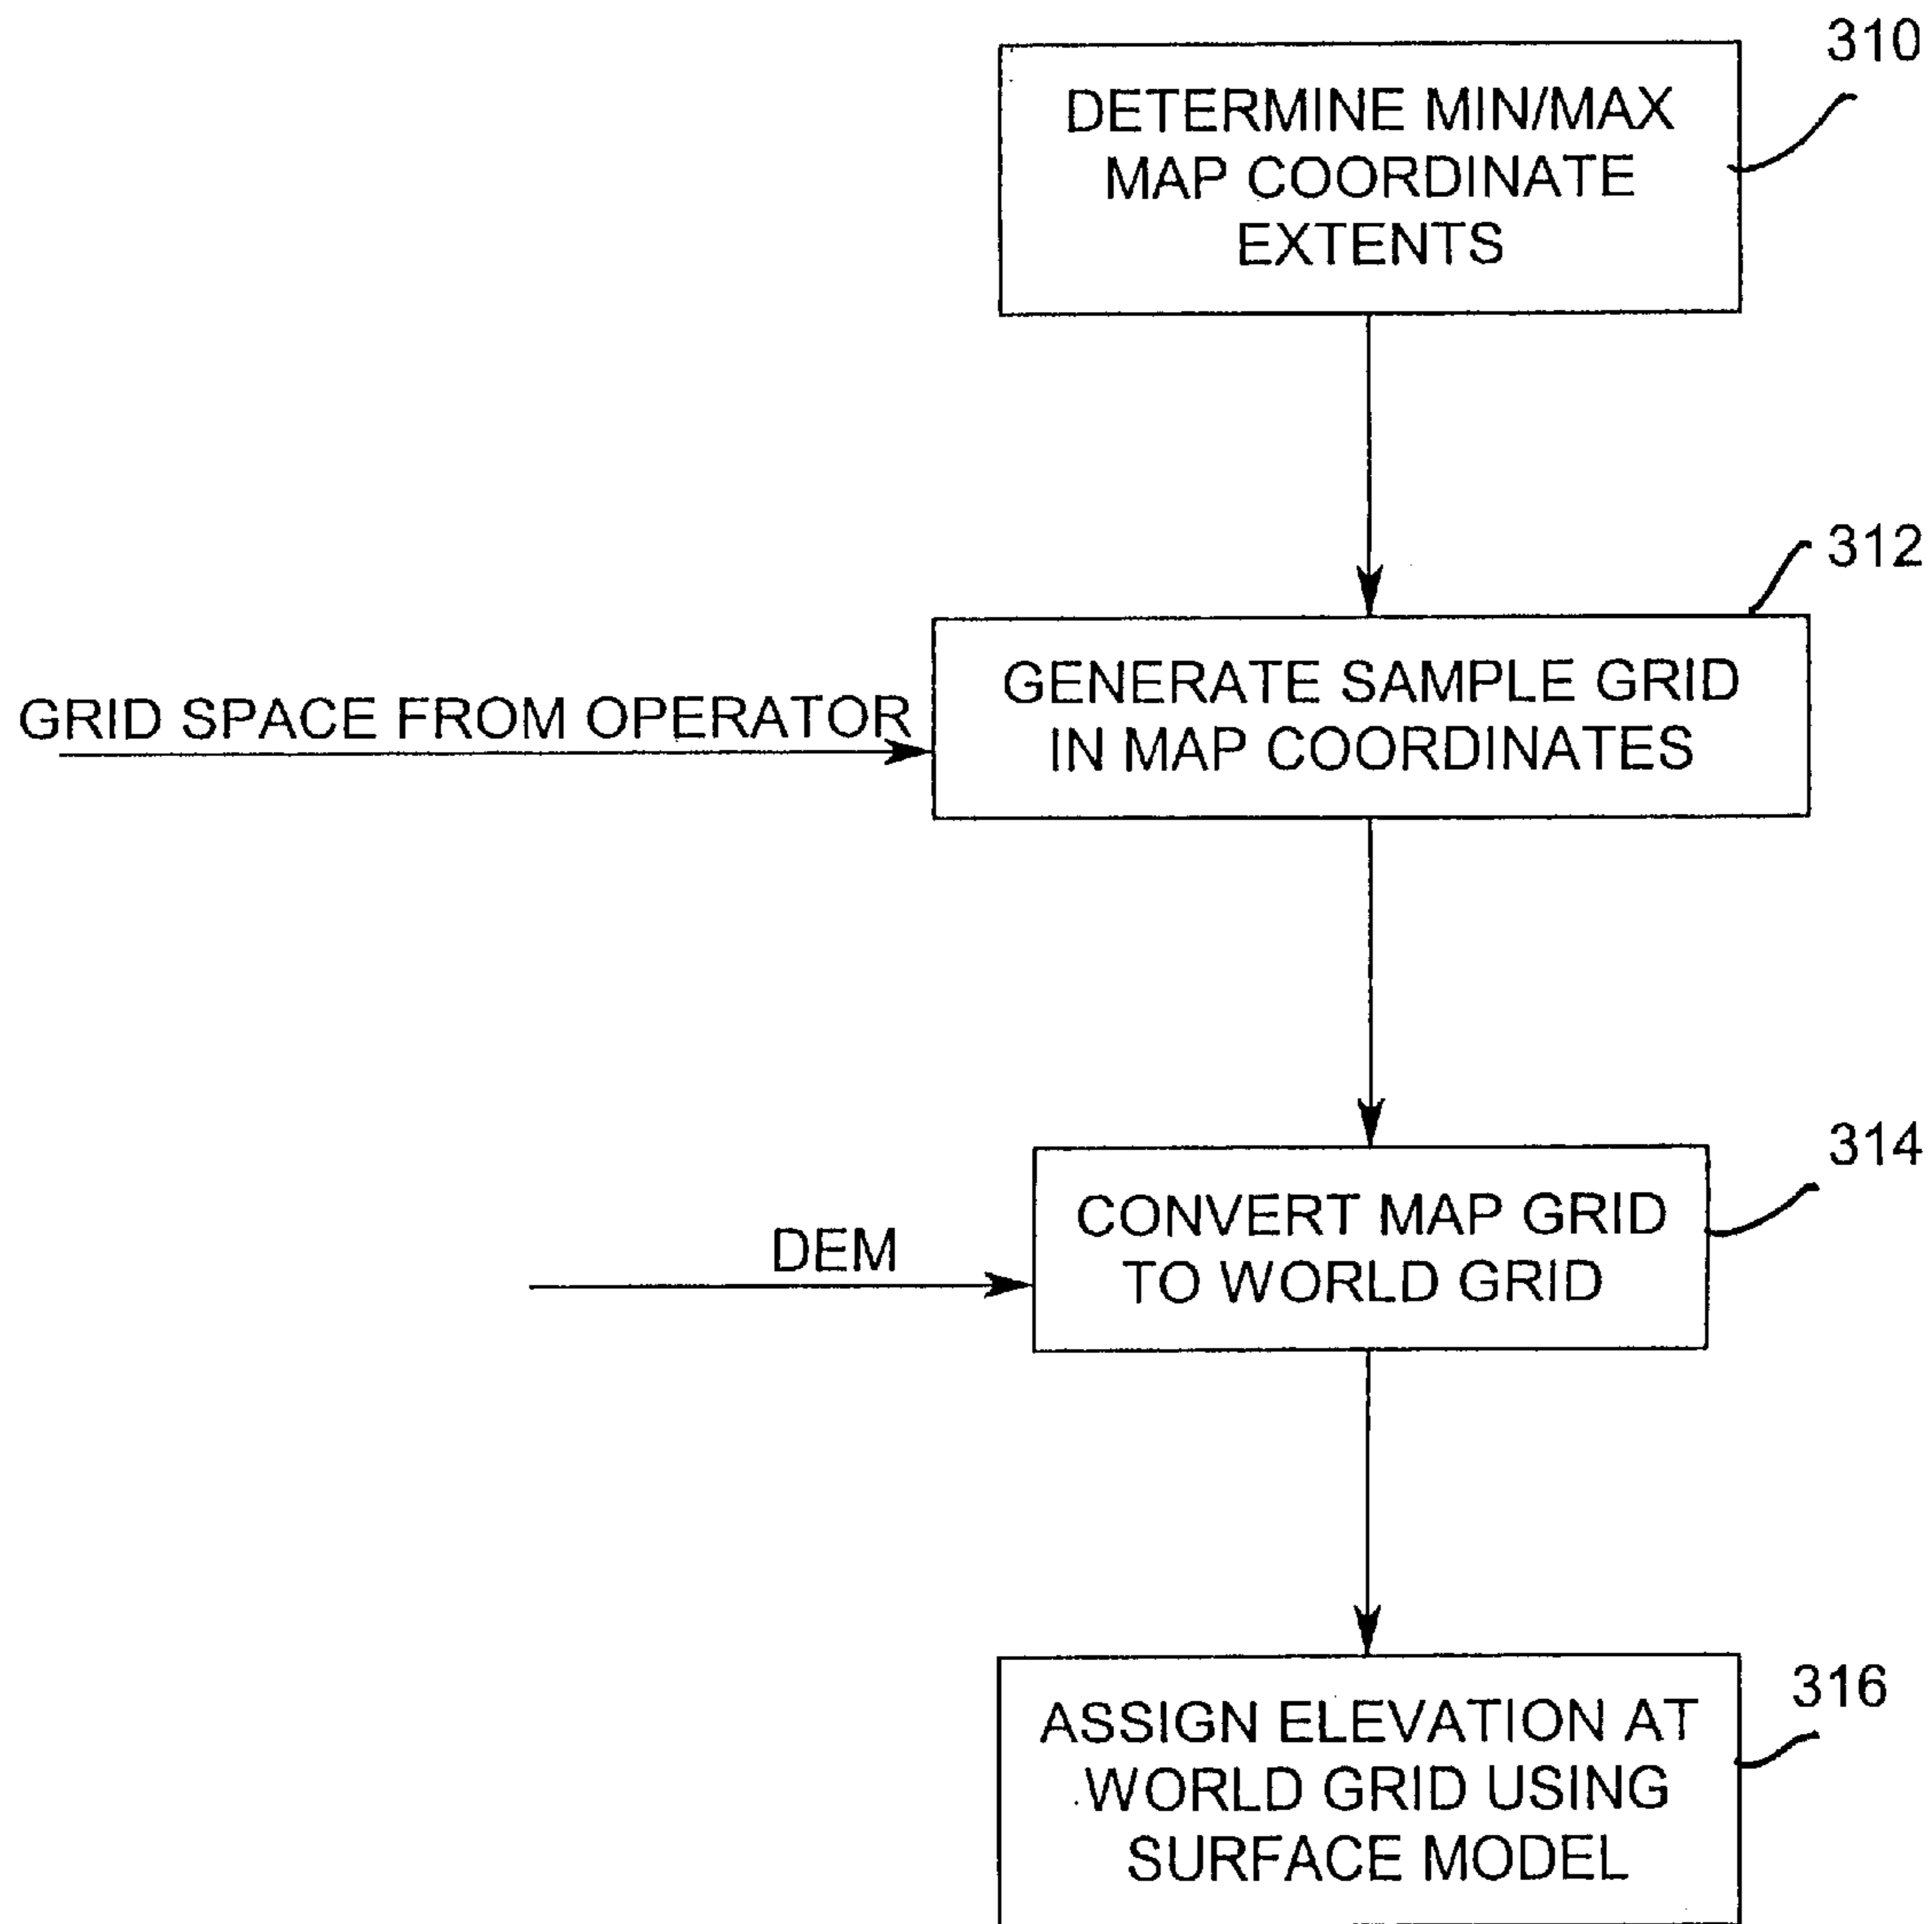 310
DETERMINE MIN/MAX
MAP COORDINATE
EXTENTS
312
GENERATE SAMPLE GRID
IN MAP COORDINATES
GRID SPACE FROM OPERATOR
314
CONVERT MAP GRID
TO WORLD GRID
DEM
316
ASSIGN ELEVATION AT
WORLD GRID USING
SURFACE MODEL